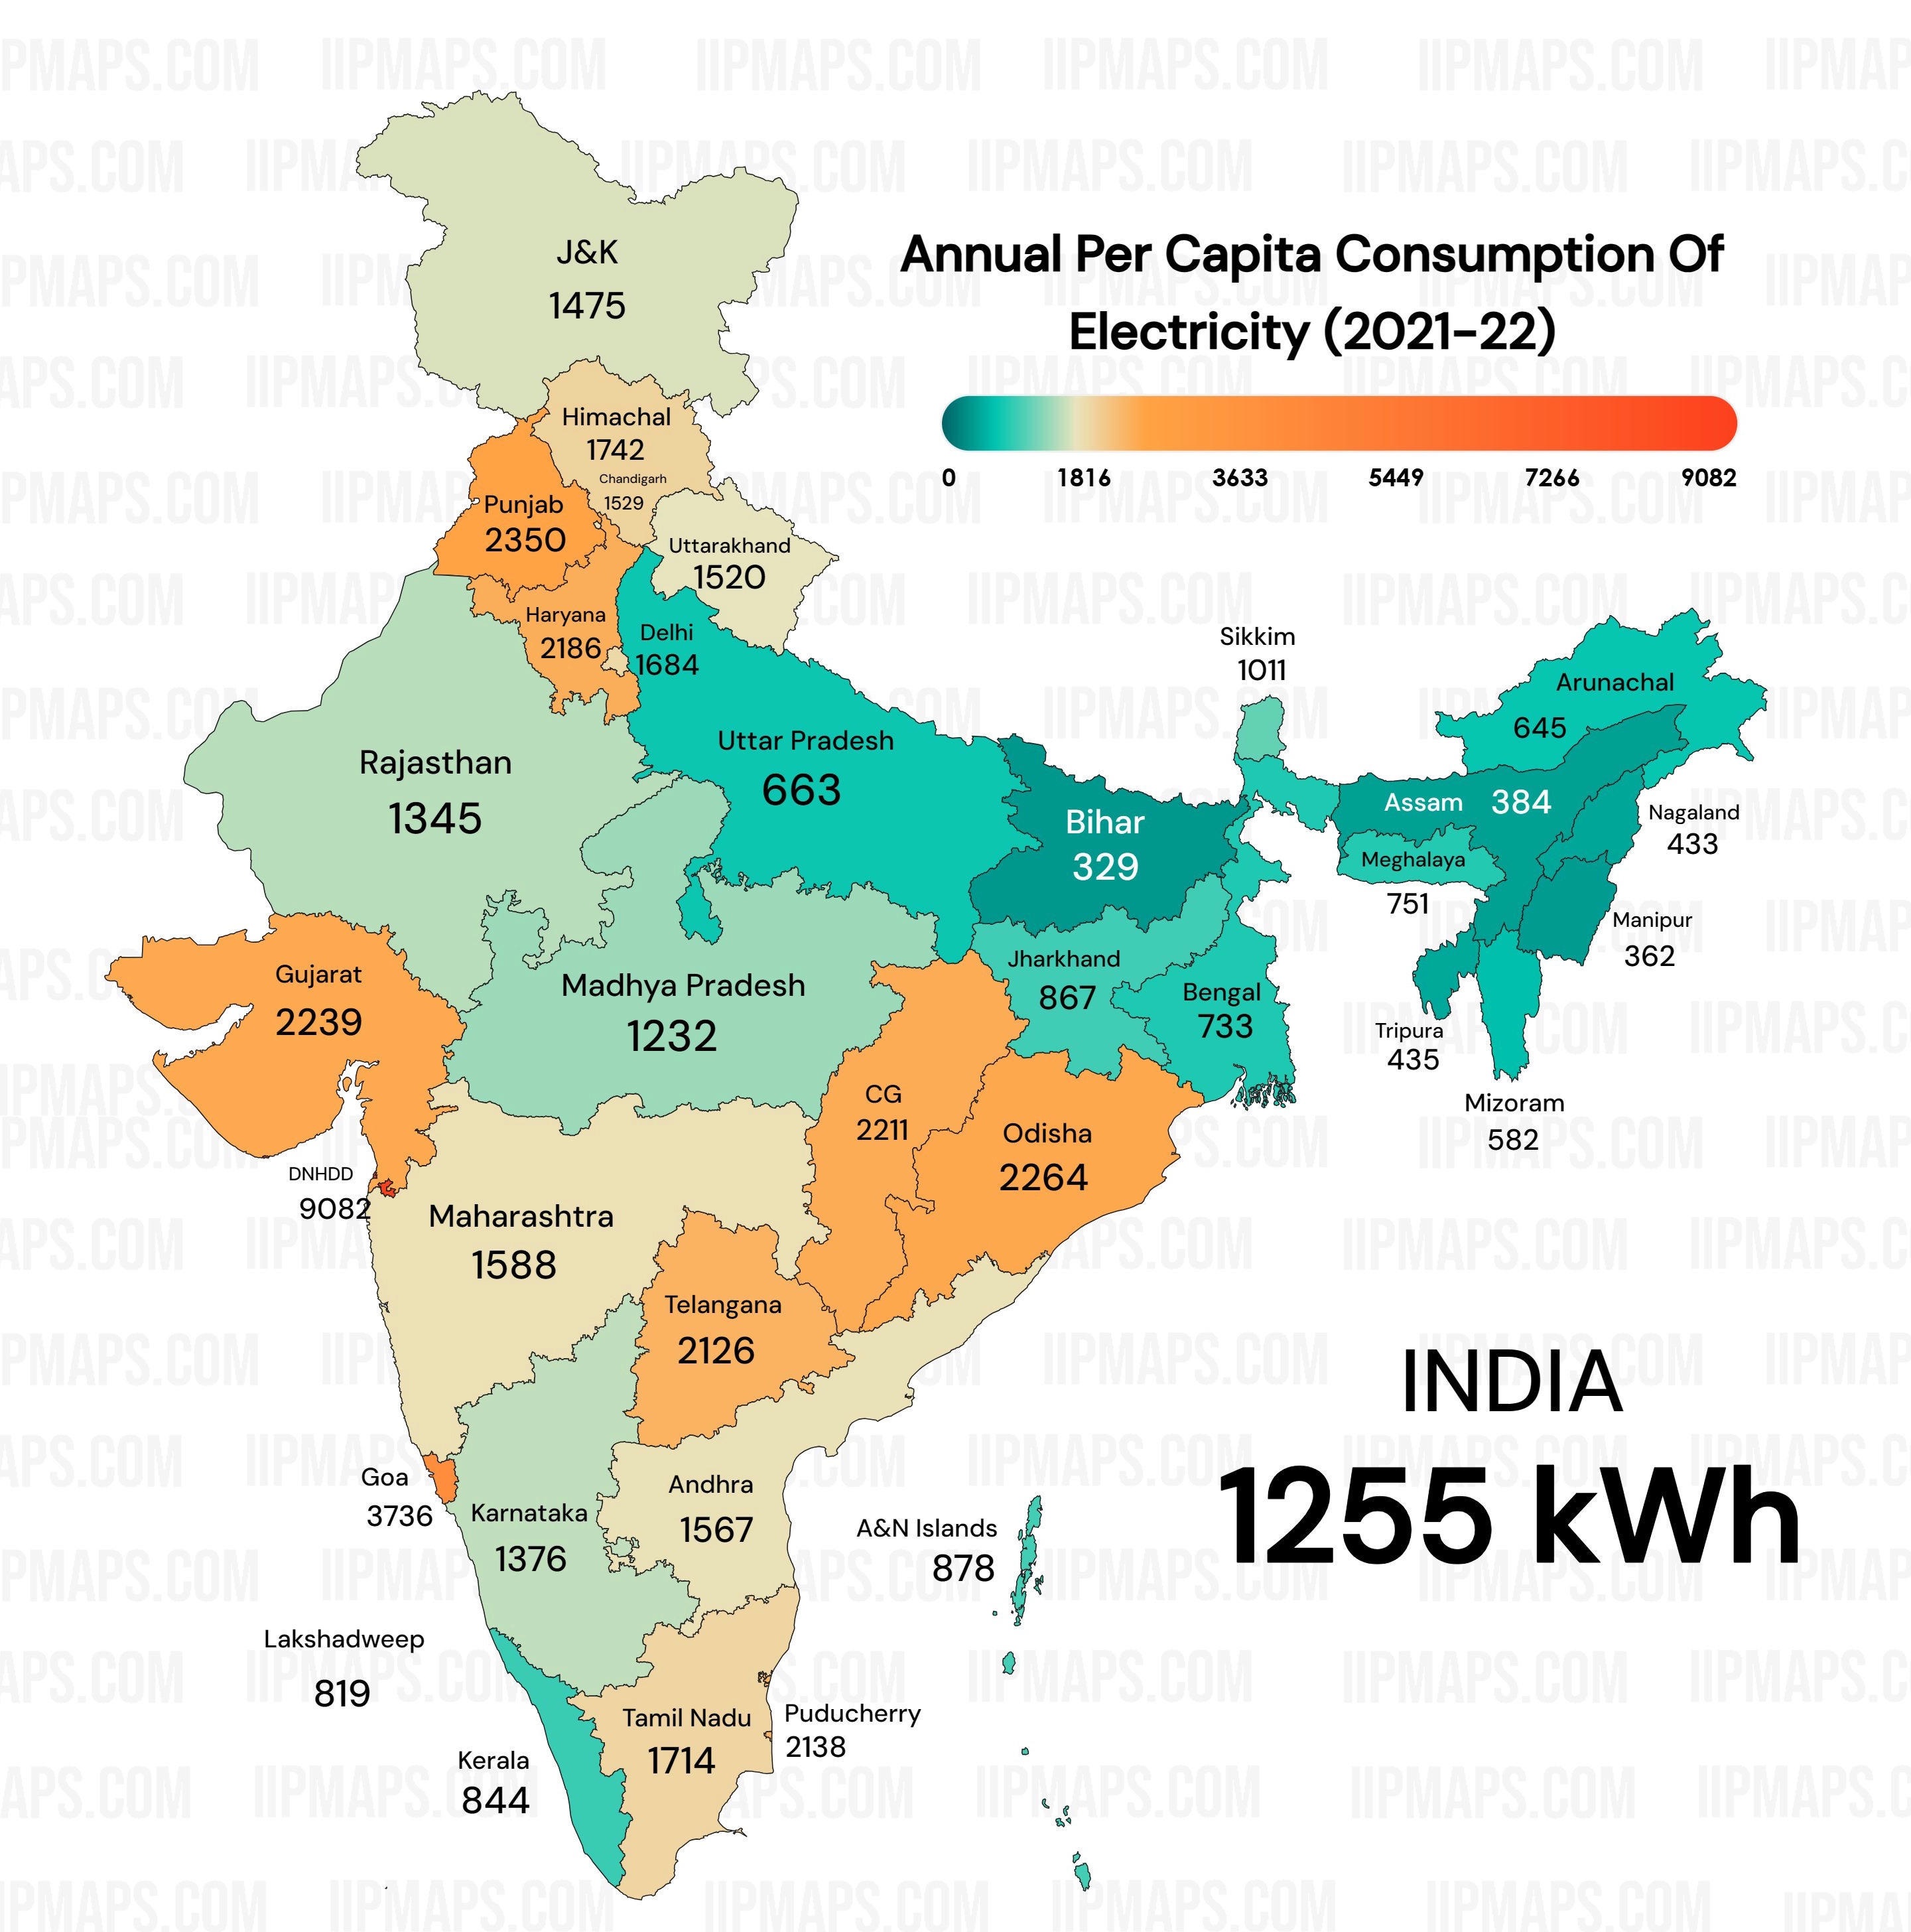 Annual Per Capita Consumption Of
Electricity (2021-22)
0 1816 3633 5449 7266 9082
J&K
1475
Himachal
1742
Chandigarh
1529
Punjab
2350
Uttarakhand
1520
Haryana
2186
Delhi
1684
Sikkim
1011
Arunachal
645
Uttar Pradesh
663
Rajasthan
1345
Bihar
329
Assam 384
Nagaland
433
Meghalaya
751
Manipur
362
Tripura
435
Mizoram
582
Jharkhand
867
Bengal
733
Gujarat
2239
Madhya Pradesh
1232
CG
2211
Odisha
2264
DNHDD
9082
Maharashtra
1588
Telangana
2126
INDIA
1255 kWh
Goa
3736
Karnataka
1376
Andhra
1567
A&N Islands
878
Lakshadweep
819
Tamil Nadu
1714
Puducherry
2138
Kerala
844
IIPMAPS.COM